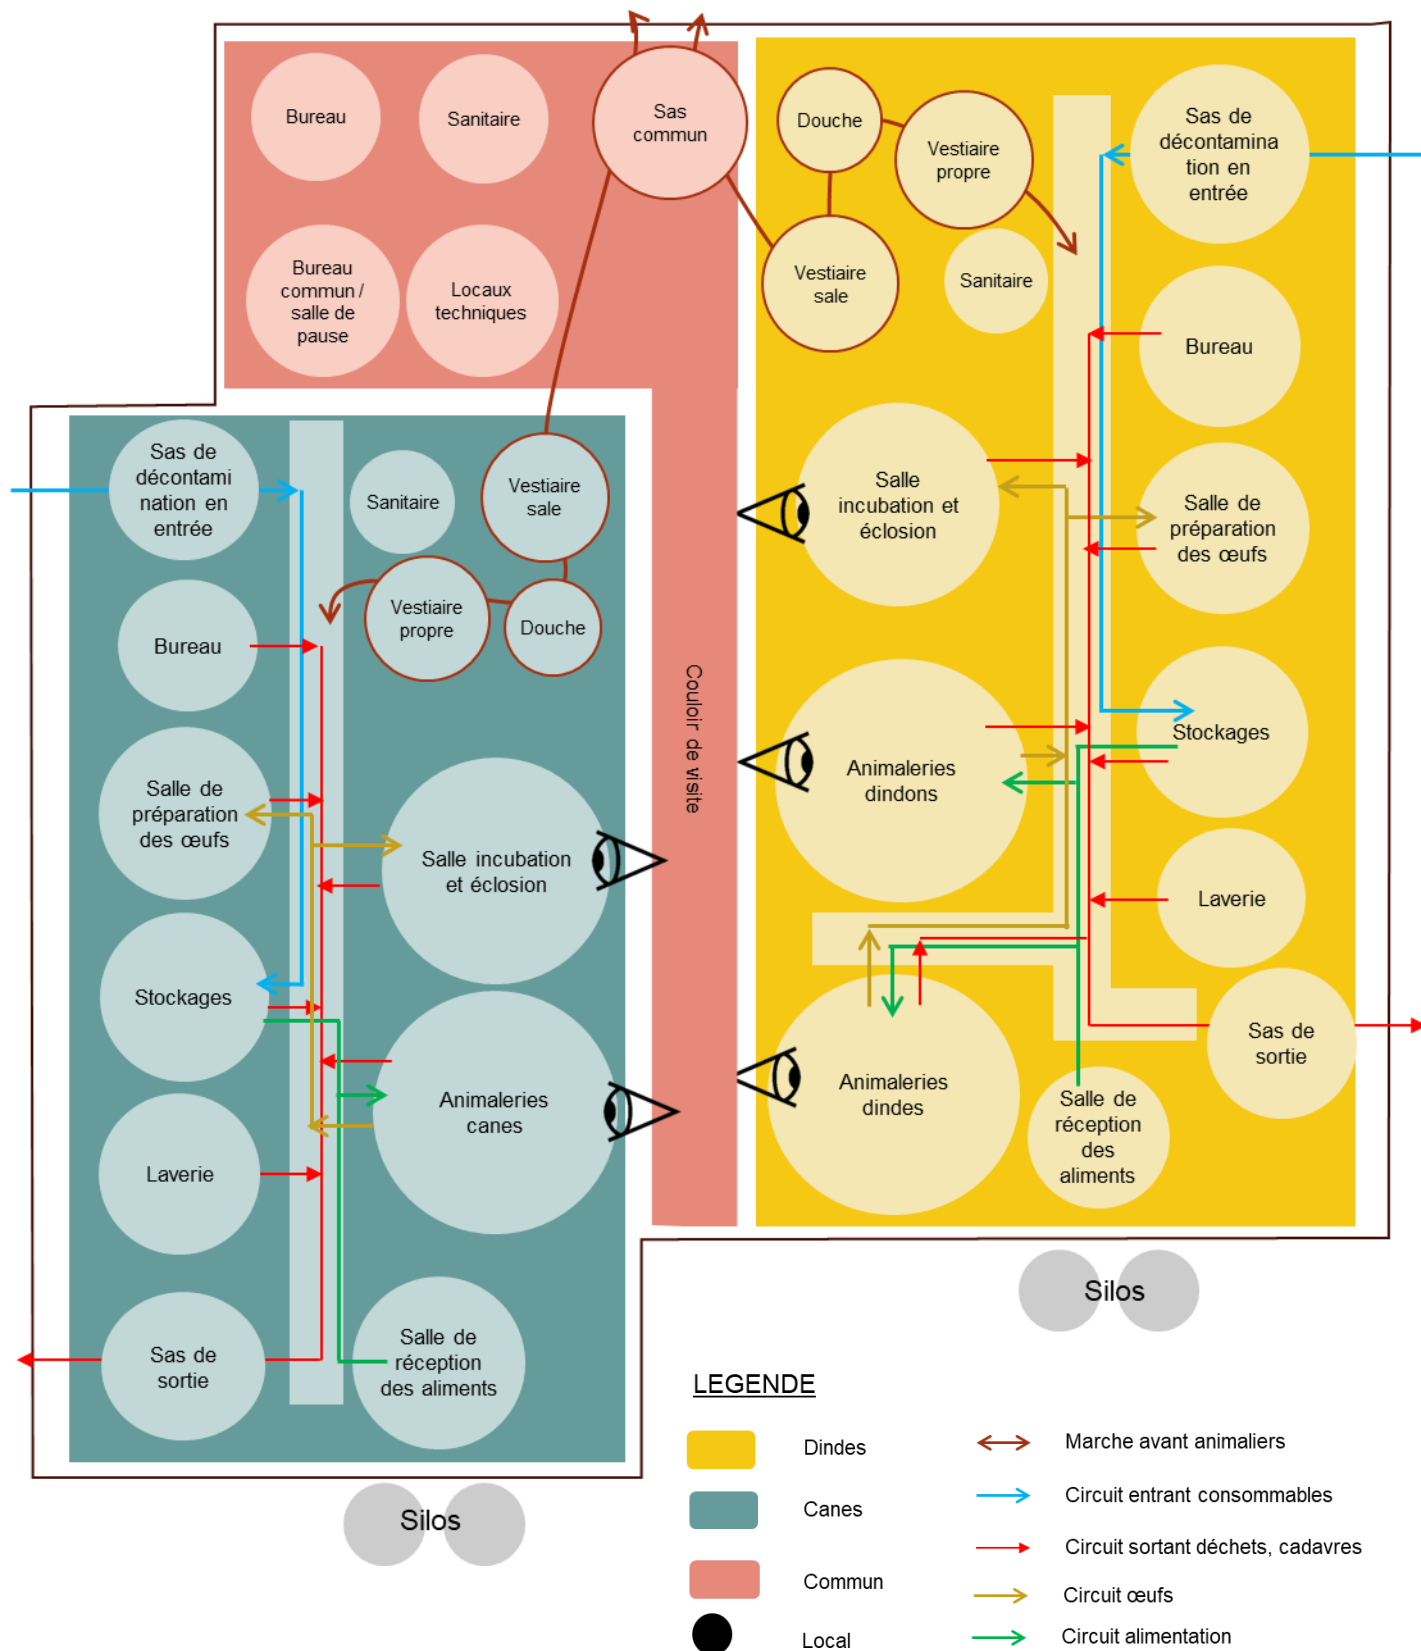 Bureau
Sanitaire
Sas
commun
Bureau
commun /
salle de
pause
Locaux
techniques
Douche
Vestiaire
propre
Vestiaire
sale
Sanitaire
Sas de
décontamina
tion en
entrée
Bureau
Salle
incubation et
éclosion
Salle de
préparation
des œufs
Animaleries
dindons
Stockages
Laverie
Animaleries
dindes
Sas de
sortie
Salle de
réception
des
aliments
Silos
Couloir de visite
Sas de
décontami
nation en
entrée
Sanitaire
Vestiaire
sale
Vestiaire
propre
Douche
Bureau
Salle de
préparation
des œufs
Salle incubation
et éclosion
Stockages
Animaleries
canes
Laverie
Sas de
sortie
Salle de
réception
des aliments
Silos
LEGENDE
Dindes
Canes
Commun
Local
Marche avant animaliers
Circuit entrant consommables
Circuit sortant déchets, cadavres
Circuit œufs
Circuit alimentation